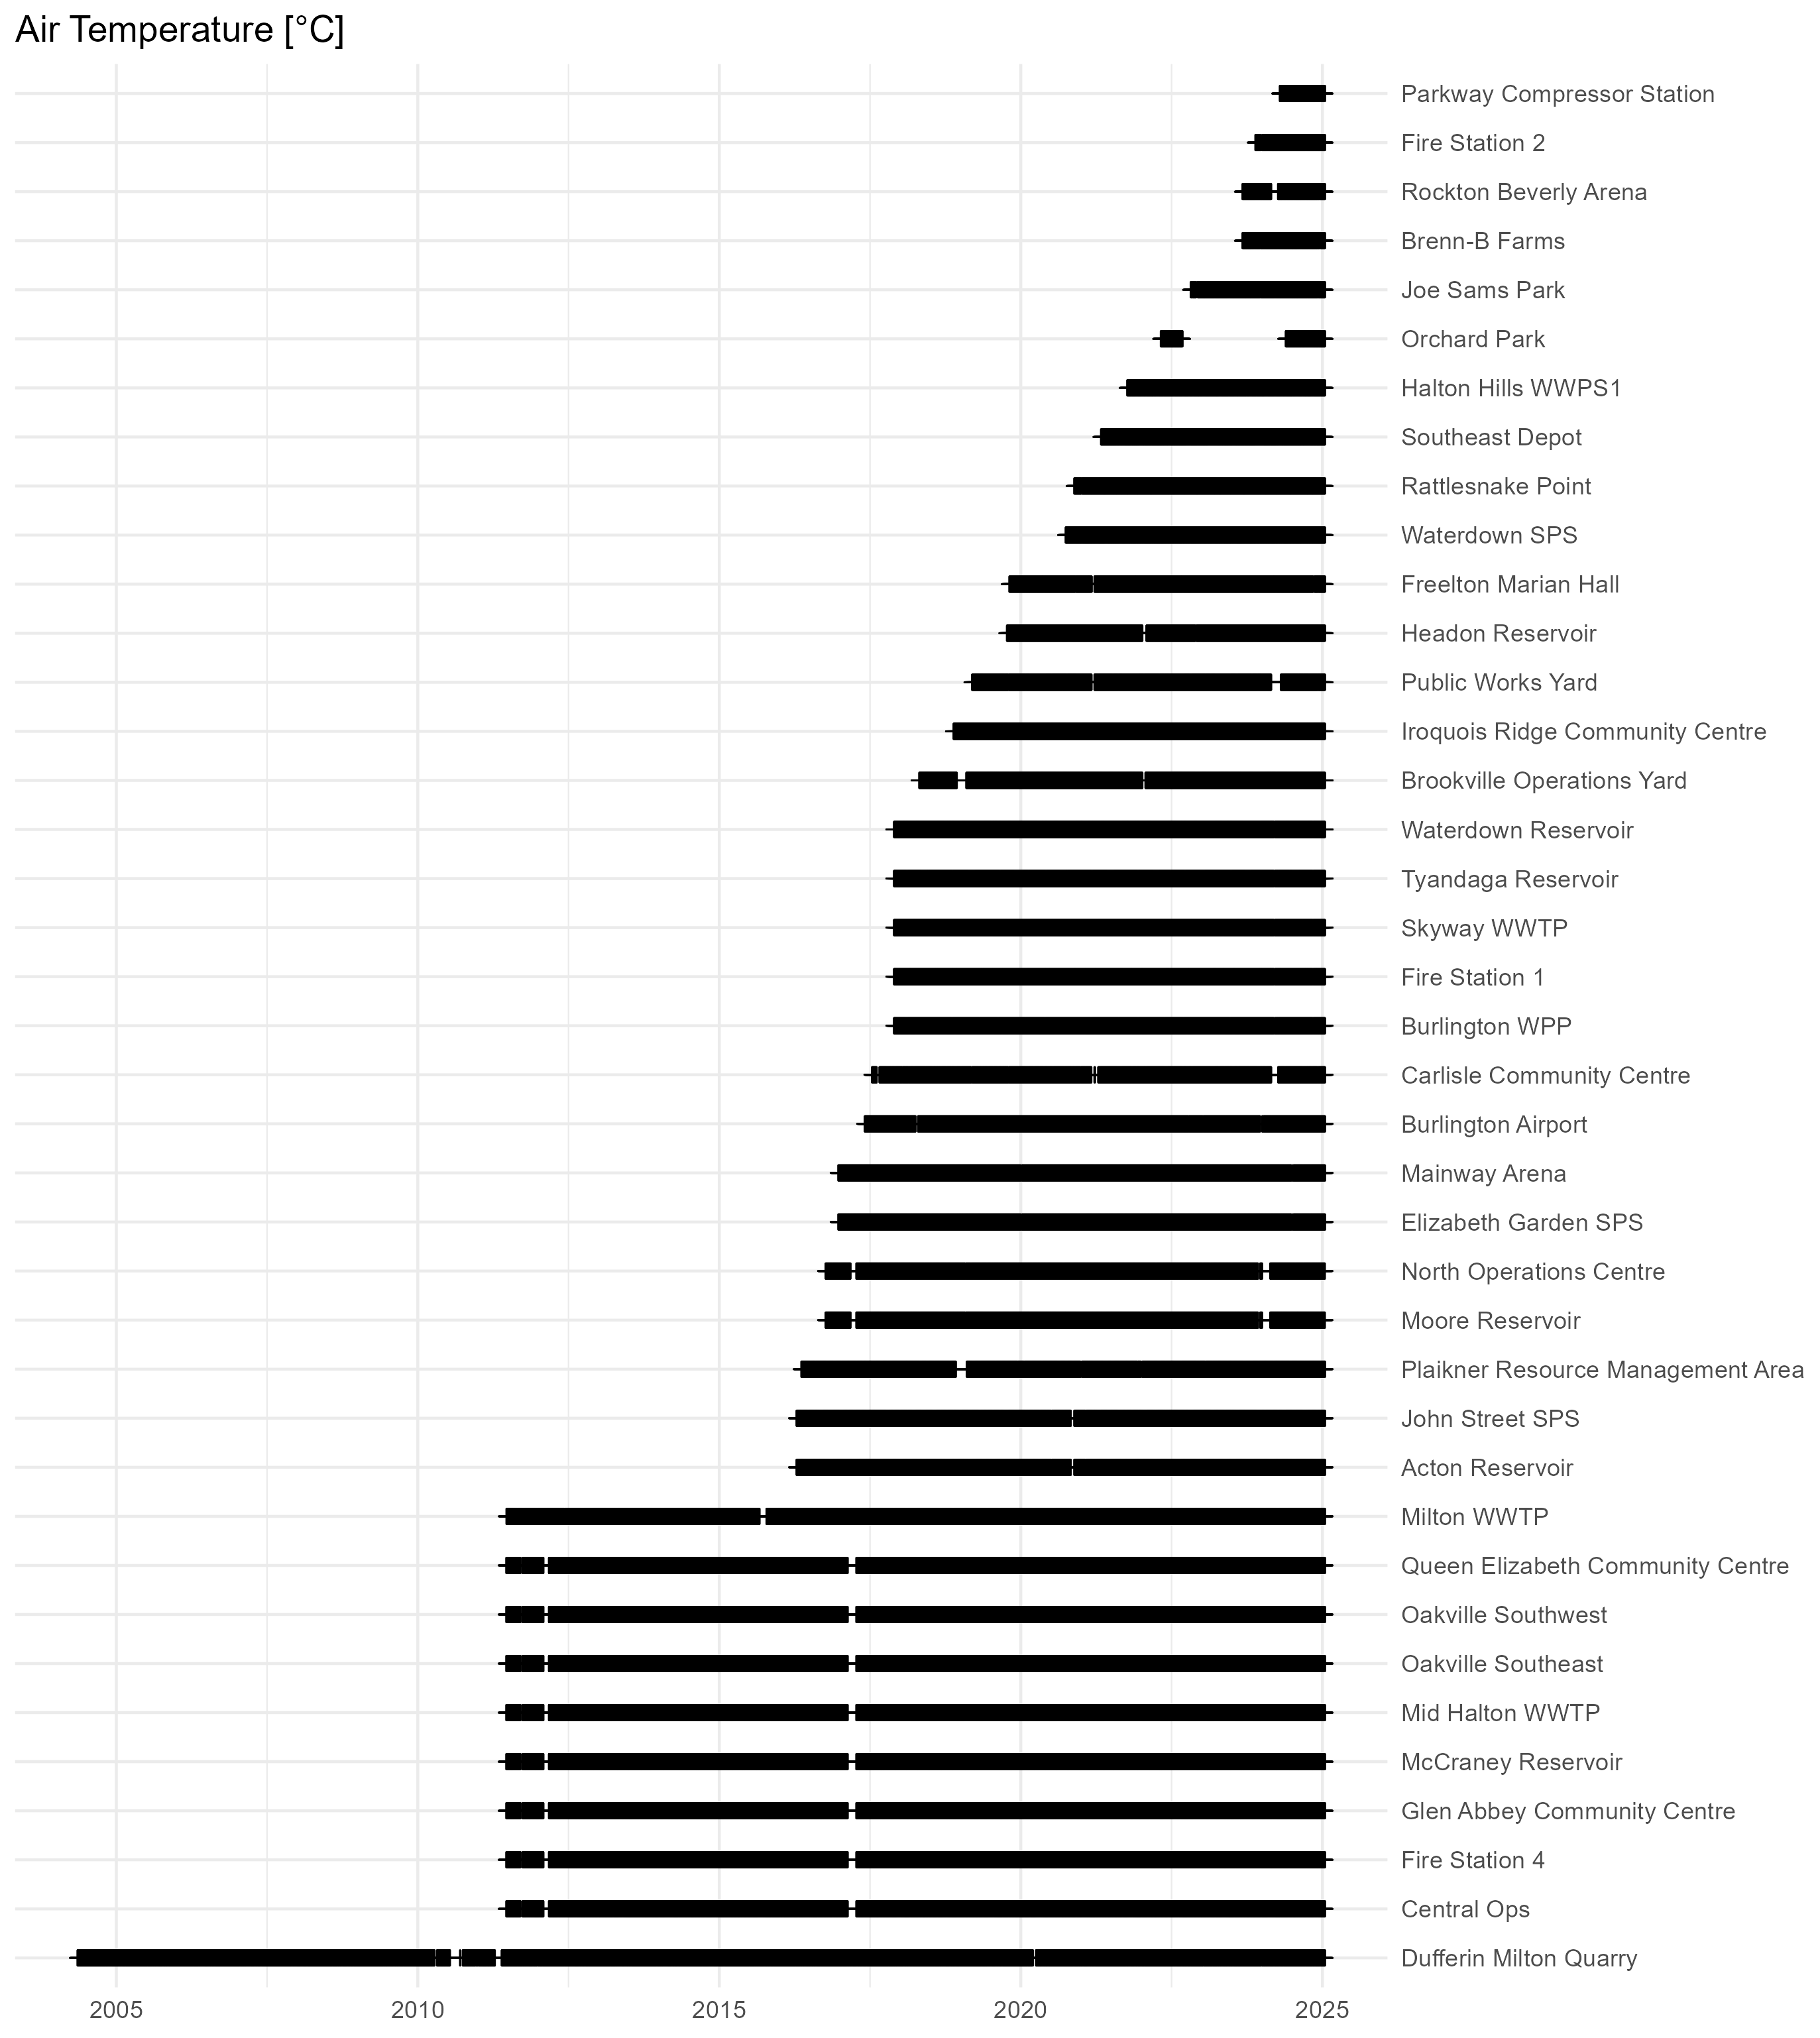 Air Temperature [°C]
Parkway Compressor Station
Fire Station 2
Rockton Beverly Arena
Brenn-B Farms
Joe Sams Park
Orchard Park
Halton Hills WWPS1
Southeast Depot
Rattlesnake Point
Waterdown SPS
Freelton Marian Hall
Headon Reservoir
Public Works Yard
Iroquois Ridge Community Centre
Brookville Operations Yard
Waterdown Reservoir
Tyandaga Reservoir
Skyway WWTP
Fire Station 1
Burlington WPP
Carlisle Community Centre
Burlington Airport
Mainway Arena
Elizabeth Garden SPS
North Operations Centre
Moore Reservoir
Plaikner Resource Management Area
John Street SPS
Acton Reservoir
Milton WWTP
Queen Elizabeth Community Centre
Oakville Southwest
Oakville Southeast
Mid Halton WWTP
McCraney Reservoir
Glen Abbey Community Centre
Fire Station 4
Central Ops
Dufferin Milton Quarry
2005 2010 2015 2020 2025